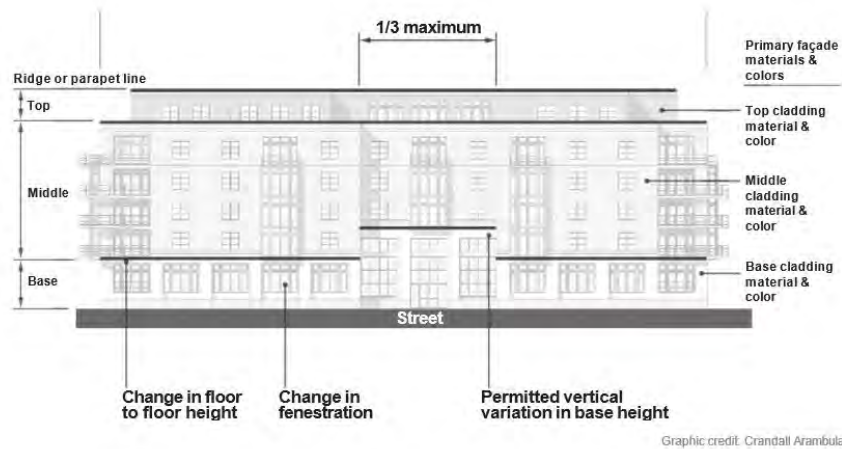 1/3 maximum
Primary façade
materials &
colors
Ridge or parapet line
Top
Top cladding
material &
color
Middle
Middle
cladding
material &
color
Base
Base cladding
material &
color
Street
Change in floor
to floor height
Change in
fenestration
Permitted vertical
variation in base height
Graphic credit: Crandall Arambula